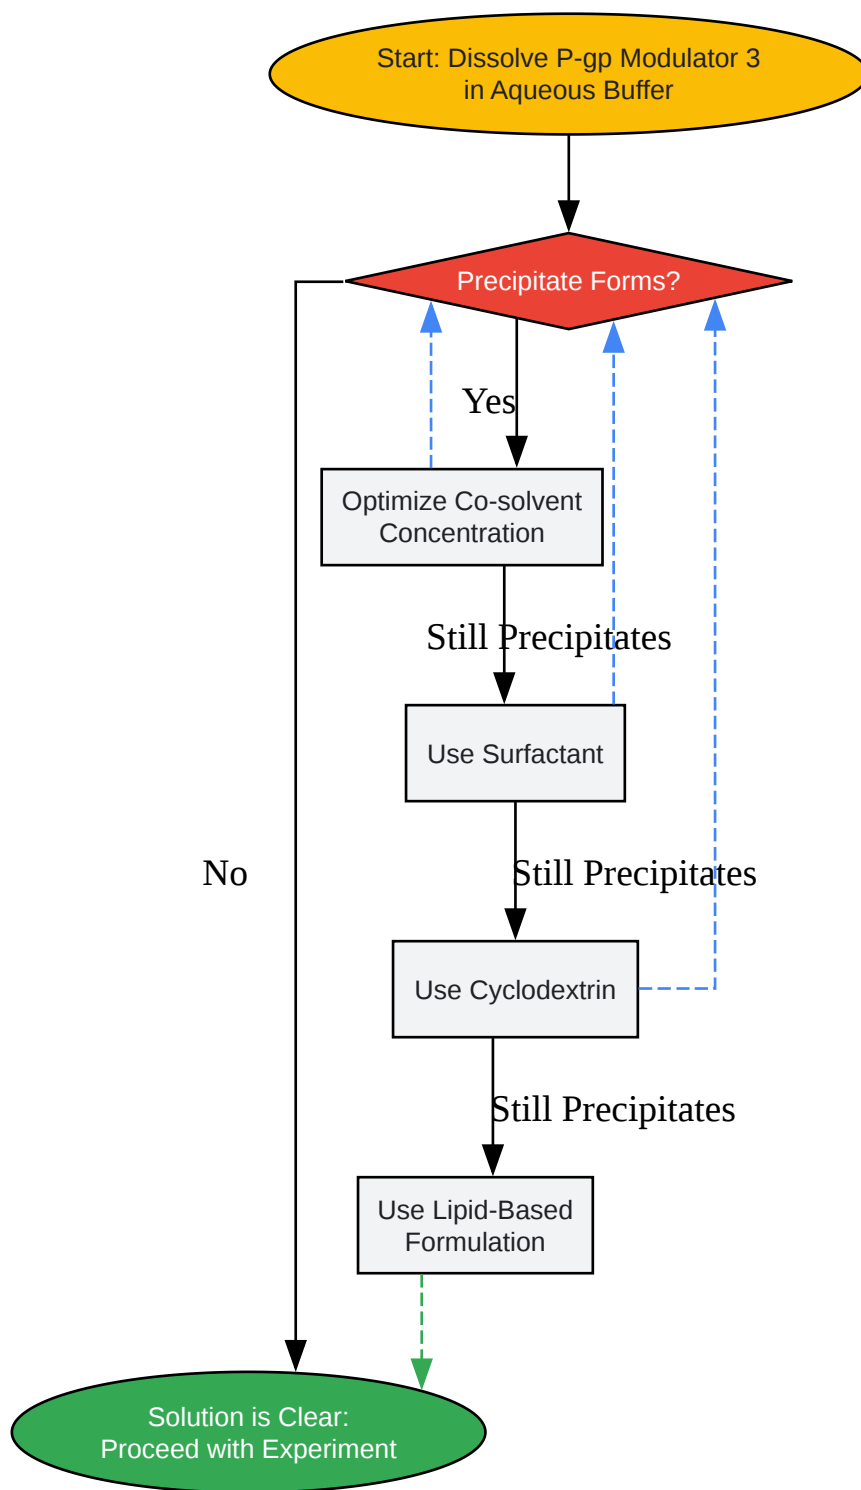 Start: Dissolve P-gp Modulator 3
in Aqueous Buffer
Precipitate Forms?
Yes
Optimize Co-solvent
Concentration
Still Precipitates
Use Surfactant
No
Still Precipitates
Use Cyclodextrin
Still Precipitates
Use Lipid-Based
Formulation
Solution is Clear:
Proceed with Experiment